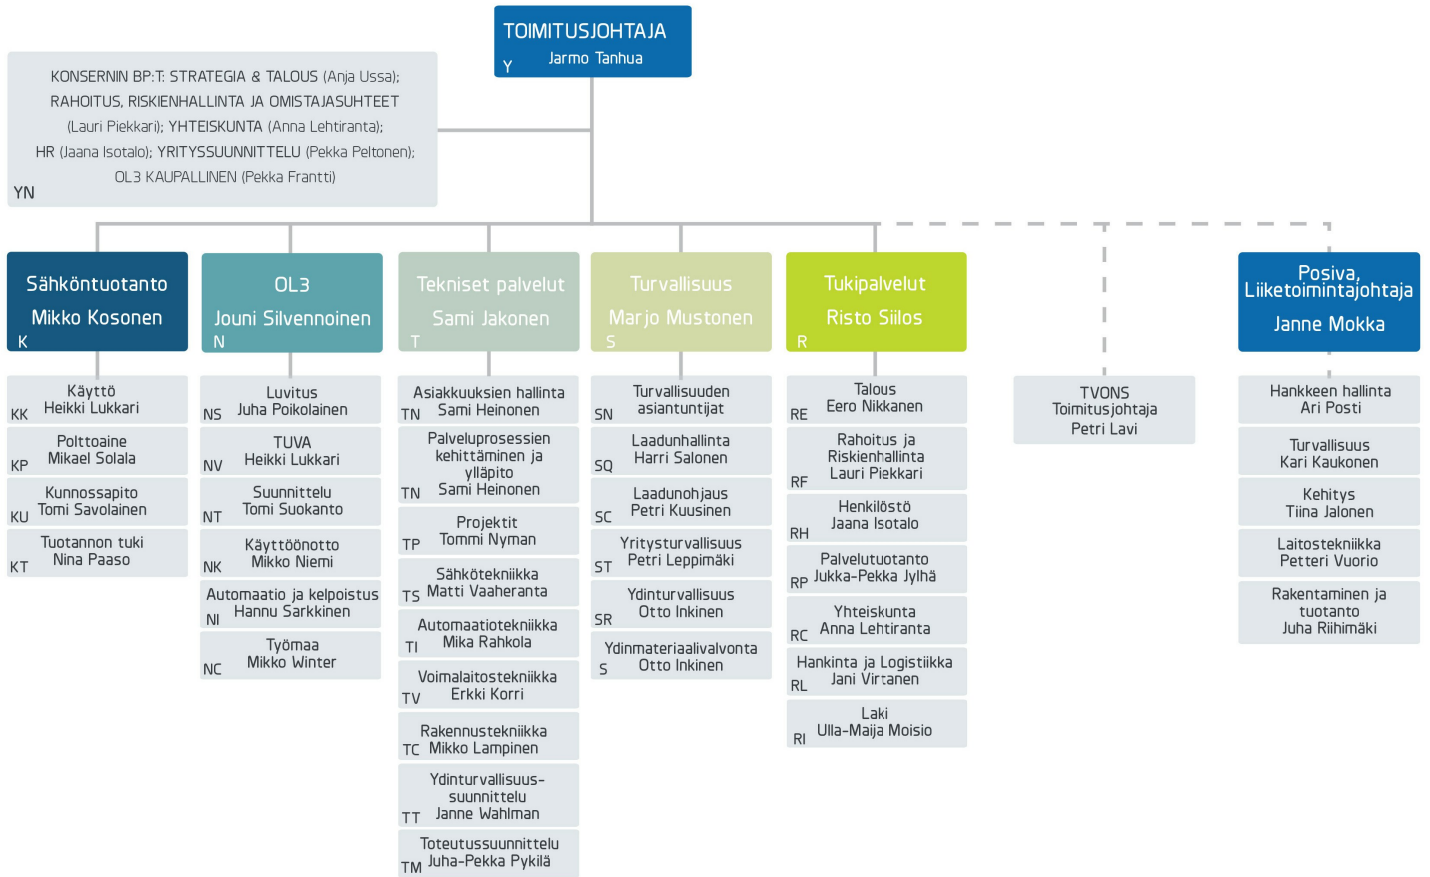 TOIMITUSJOHTAJA
Jarmo Tanhua
Y
KONSERNIN BP:T: STRATEGIA & TALOUS (Anja Ussa);
RAHOITUS, RISKIENHALLINTA JA OMISTAJASUHTEET
(Lauri Piekkari); YHTEISKUNTA (Anna Lehtiranta);
HR (Jaana Isotalo); YRITYSSUUNNITTELU (Pekka Peltonen);
OL3 KAUPALLINEN (Pekka Frantti)
YN
Sähköntuotanto
Mikko Kosonen
K
Käyttö
KK Heikki Lukkari
Polttoaine
KP Mikael Solala
Kunnossapito
KU Tomi Savolainen
Tuotannon tuki
KT Nina Paaso
OL3
Jouni Silvennoinen
N
Luvitus
NS Juha Poikolainen
TUVA
NV Heikki Lukkari
Suunnittelu
NT Tomi Suokanto
Käyttöönotto
NK Mikko Niemi
Automaatio ja kelpoistus
NI Hannu Sarkkinen
Työmaa
NC Mikko Winter
Tekniset palvelut
Sami Jakonen
T
Asiakkuuksien hallinta
TN Sami Heinonen
Palveluprosessien
kehittäminen ja
ylläpito
TN Sami Heinonen
Projektit
TP Tommi Nyman
Sähkötekniikka
TS Matti Vaaheranta
Automaatiotekniikka
TI Mika Rahkola
Voimalaitostekniikka
TV Erkki Korri
Rakennustekniikka
TC Mikko Lampinen
Ydinturvallisuus-
suunnittelu
TT Janne Wahlman
Toteutussuunnittelu
TM Juha-Pekka Pykilä
Turvallisuus
Marjo Mustonen
S
Turvallisuuden
SN asiantuntijat
Laadunhallinta
SQ Harri Salonen
Laadunohjaus
SC Petri Kuusinen
Yritysturvallisuus
ST Petri Leppimäki
Ydinturvallisuus
SR Otto Inkinen
Ydinmateriaalivalvonta
S Otto Inkinen
Tukipalvelut
Risto Siilos
R
Talous
RE Eero Nikkanen
Rahoitus ja
Riskienhallinta
RF Lauri Piekkari
Henkilöstö
RH Jaana Isotalo
Palvelutuotanto
RP Jukka-Pekka Jylhä
Yhteiskunta
RC Anna Lehtiranta
Hankinta ja Logistiikka
RL Jani Virtanen
Laki
RI Ulla-Maija Moisio
TVONS
Toimitusjohtaja
Petri Lavi
Posiva,
Liiketoimintajohtaja
Janne Mokka
Hankkeen hallinta
Ari Posti
Turvallisuus
Kari Kaukonen
Kehitys
Tiina Jalonen
Laitostekniikka
Petteri Vuorio
Rakentaminen ja
tuotanto
Juha Riihimäki